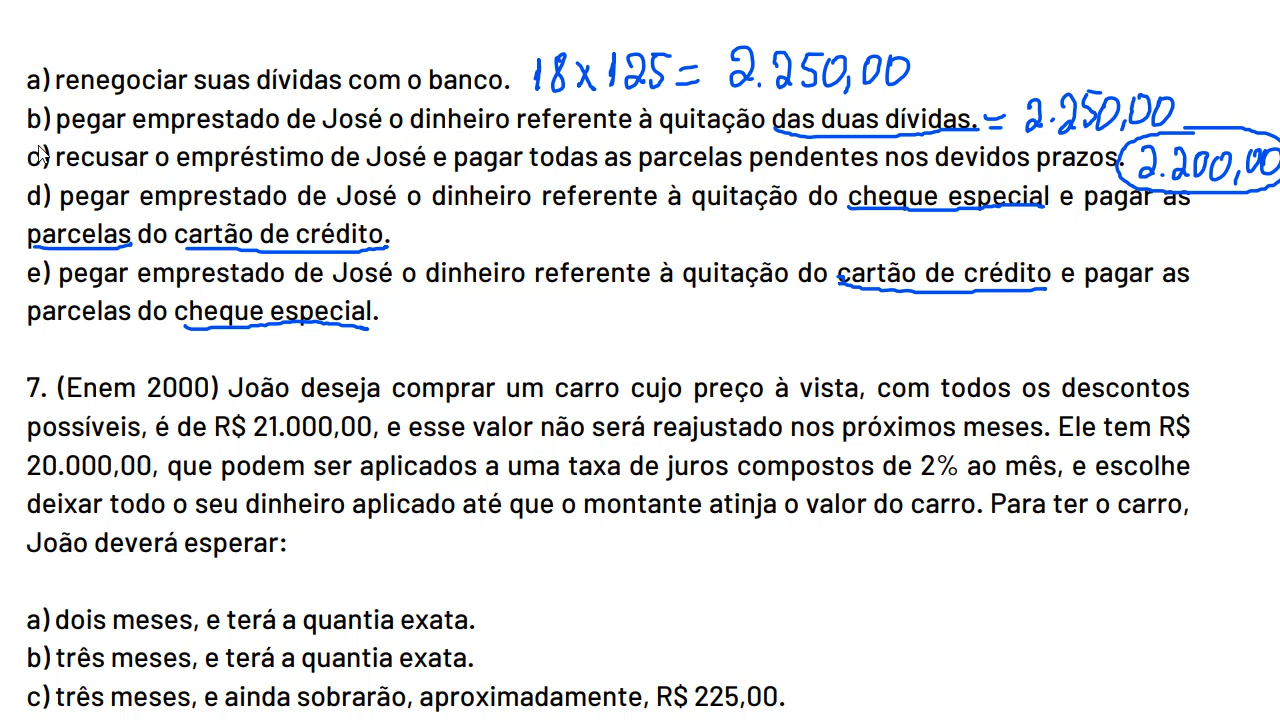 a) renegociar suas dívidas com o banco. 18 x 125 = 2.250,00
b) pegar emprestado de José o dinheiro referente à quitação das duas dívidas. = 2.250,00
c) recusar o empréstimo de José e pagar todas as parcelas pendentes nos devidos prazos. 2.200,00
d) pegar emprestado de José o dinheiro referente à quitação do cheque especial e pagar as
parcelas do cartão de crédito.
e) pegar emprestado de José o dinheiro referente à quitação do cartão de crédito e pagar as
parcelas do cheque especial.
7. (Enem 2000) João deseja comprar um carro cujo preço à vista, com todos os descontos
possíveis, é de R$ 21.000,00, e esse valor não será reajustado nos próximos meses. Ele tem R$
20.000,00, que podem ser aplicados a uma taxa de juros compostos de 2% ao mês, e escolhe
deixar todo o seu dinheiro aplicado até que o montante atinja o valor do carro. Para ter o carro,
João deverá esperar:
a) dois meses, e terá a quantia exata.
b) três meses, e terá a quantia exata.
c) três meses, e ainda sobrarão, aproximadamente, R$ 225,00.